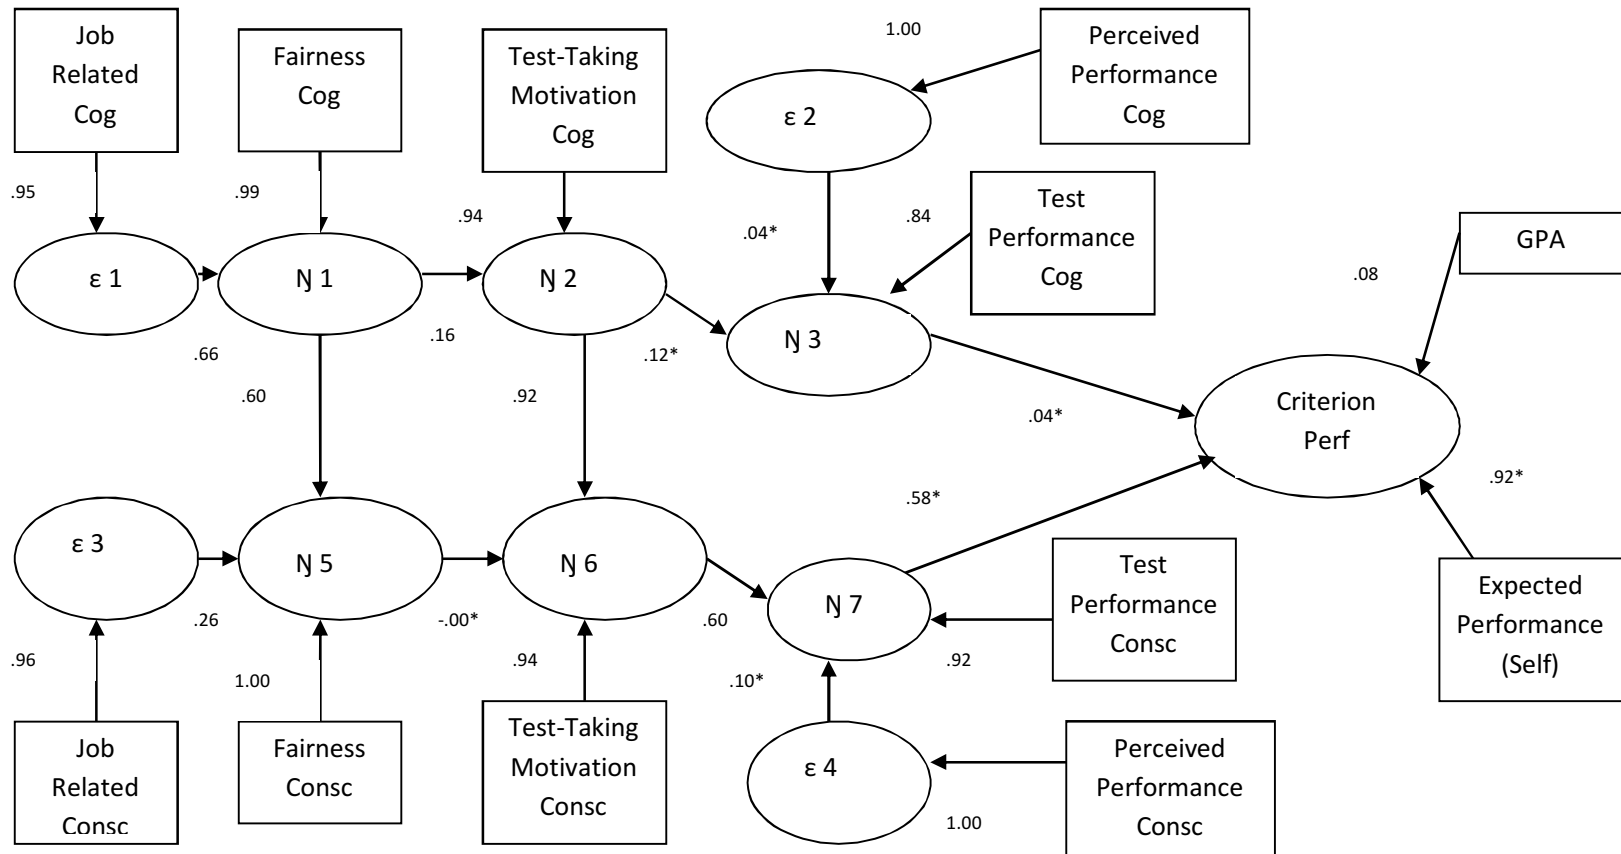 Job
Related
Cog
Fairness
Cog
Test-Taking
Motivation
Cog
1.00
Perceived
Performance
Cog
ε 2
.95
.99
.94
.04*
.84
Test
Performance
Cog
GPA
.08
ε 1
Ŋ 1
Ŋ 2
Ŋ 3
.66
.16
.12*
.60
.92
.04*
Criterion
Perf
.92*
.58*
ε 3
Ŋ 5
Ŋ 6
Ŋ 7
.26
-.00*
.60
.96
1.00
.94
.10*
.92
Test
Performance
Consc
Expected
Performance
(Self)
Job
Related
Consc
Fairness
Consc
Test-Taking
Motivation
Consc
ε 4
1.00
Perceived
Performance
Consc